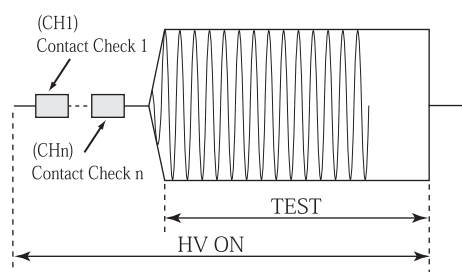 (CH1)
Contact Check 1
(CHn)
Contact Check n
TEST
HV ON